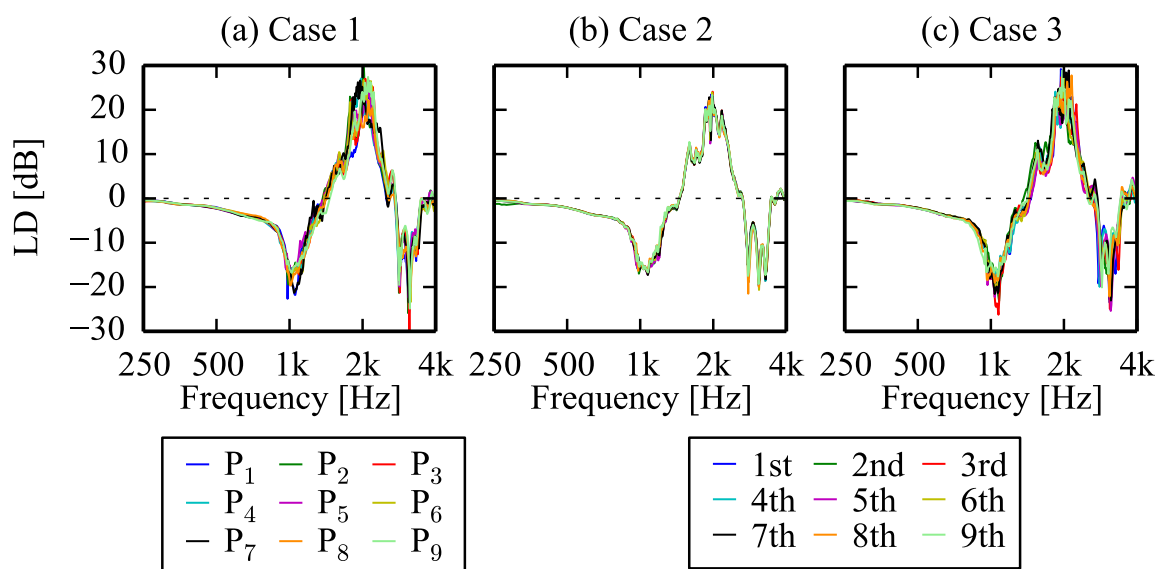 (a) Case 1 (b) Case 2 (c) Case 3
LD [dB]
30
20
10
0
−10
−20
−30
250 500 1k 2k 4k
250 500 1k 2k 4k
250 500 1k 2k 4k
Frequency [Hz] Frequency [Hz] Frequency [Hz]
P₁ P₂ P₃
P₄ P₅ P₆
P₇ P₈ P₉
1st 2nd 3rd
4th 5th 6th
7th 8th 9th